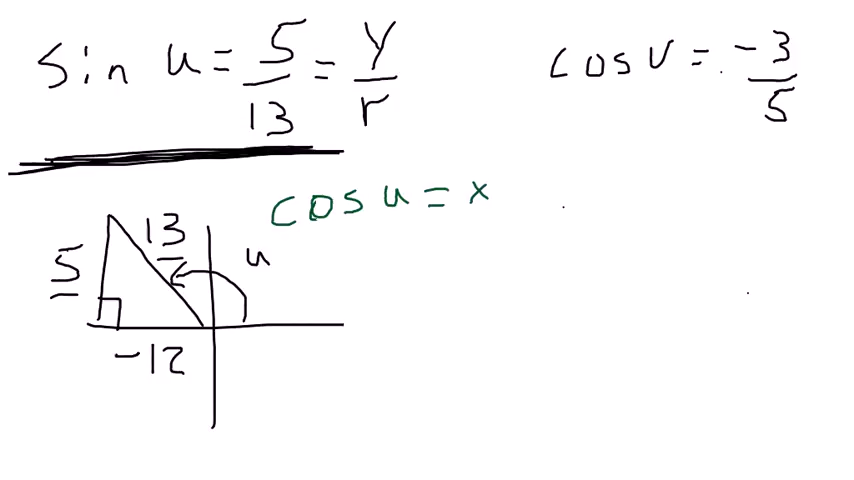 sin u = 5/13 = y/r
cos v = -3/5
cos u = x
13
u
5
-12